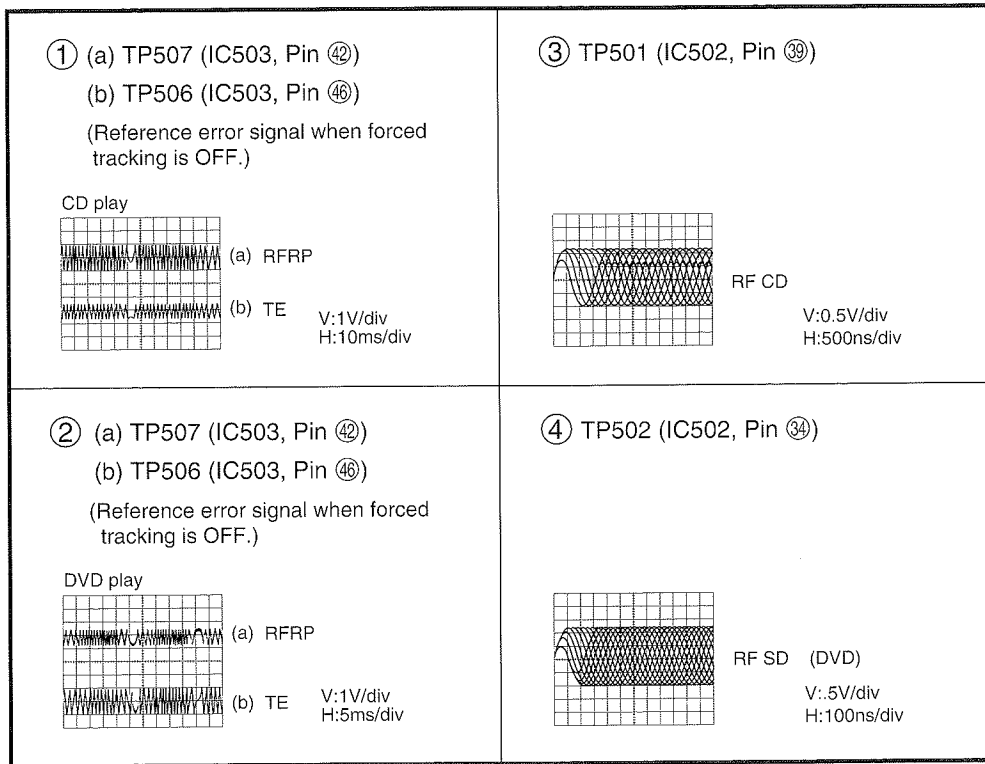 ① (a) TP507 (IC503, Pin ㊷)
(b) TP506 (IC503, Pin ㊻)
(Reference error signal when forced
tracking is OFF.)
CD play
(a) RFRP
(b) TE
V:1V/div
H:10ms/div
③ TP501 (IC502, Pin ㊴)
RF CD
V:0.5V/div
H:500ns/div
② (a) TP507 (IC503, Pin ㊷)
(b) TP506 (IC503, Pin ㊻)
(Reference error signal when forced
tracking is OFF.)
DVD play
(a) RFRP
(b) TE
V:1V/div
H:5ms/div
④ TP502 (IC502, Pin ㉞)
RF SD (DVD)
V:.5V/div
H:100ns/div